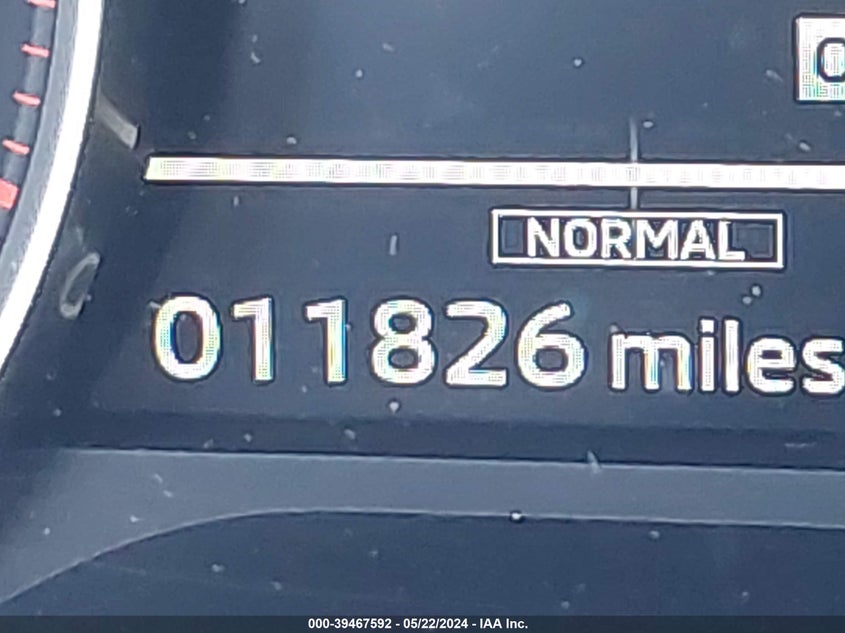 NORMAL
011826 miles
000-39467592 - 05/22/2024 - IAA Inc.